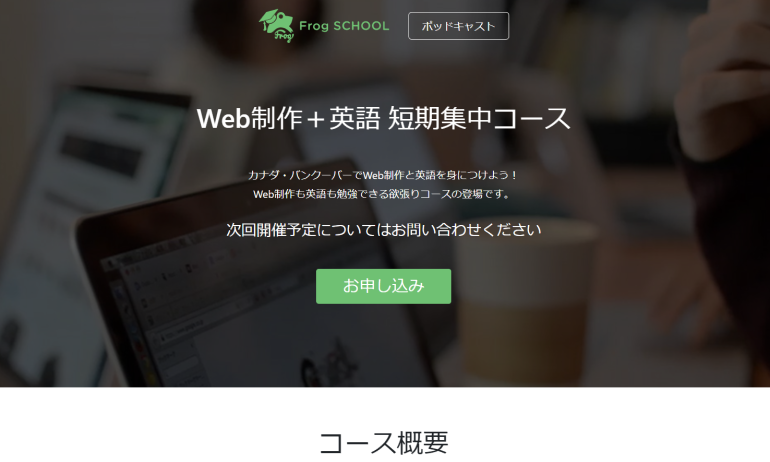 Frog!
Frog SCHOOL
ポッドキャスト
Web制作＋英語 短期集中コース
カナダ・バンクーバーでWeb制作と英語を身につけよう！
Web制作も英語も勉強できる欲張りコースの登場です。
次回開催予定についてはお問い合わせください
お申し込み
コース概要